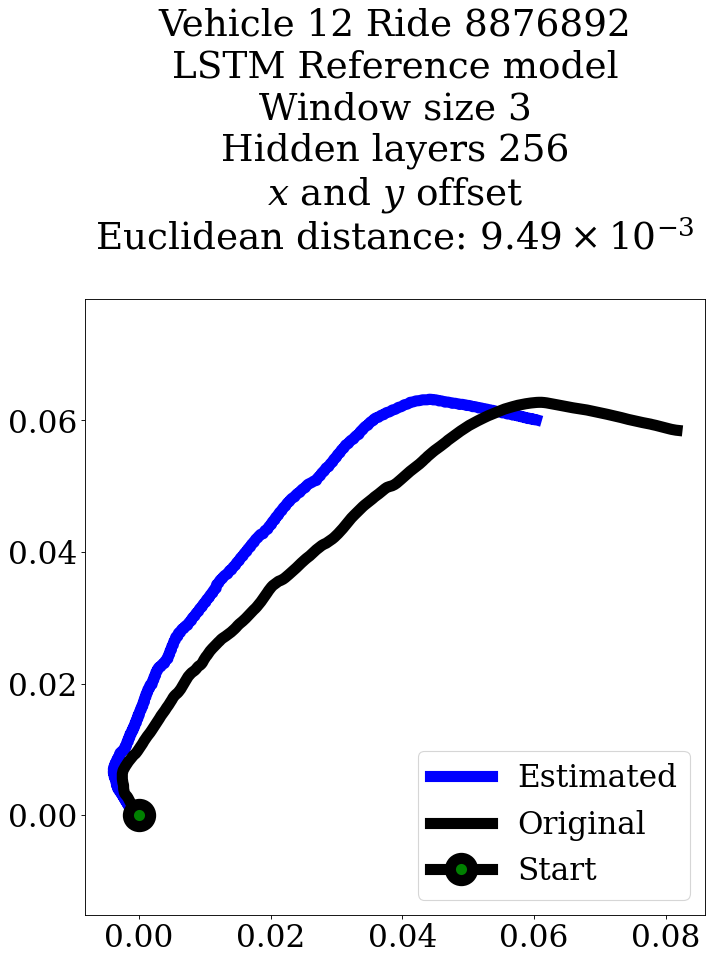 Vehicle 12 Ride 8876892
LSTM Reference model
Window size 3
Hidden layers 256
x and y offset
Euclidean distance: 9.49 × 10⁻³
0.06
0.04
0.02
0.00
Estimated
Original
Start
0.00 0.02 0.04 0.06 0.08